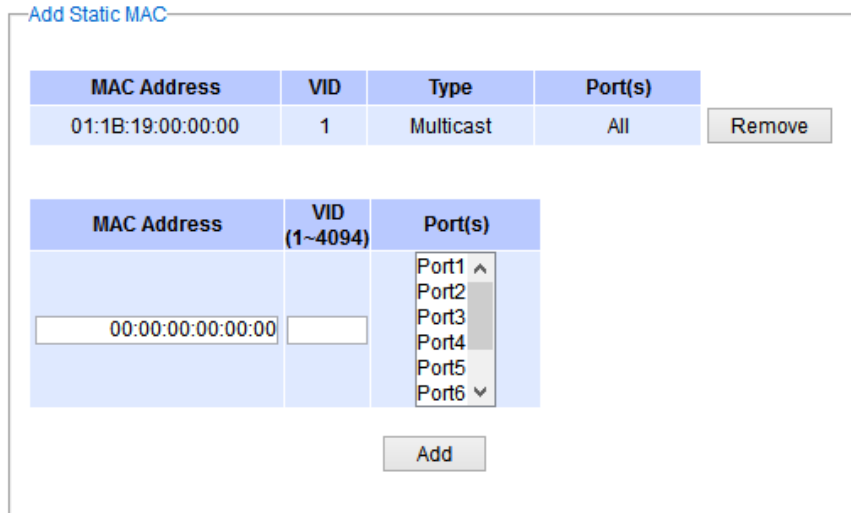 Add Static MAC
MAC Address VID Type Port(s)
01:1B:19:00:00:00 1 Multicast All Remove
MAC Address VID (1~4094) Port(s)
00:00:00:00:00:00
Port1
Port2
Port3
Port4
Port5
Port6
Add